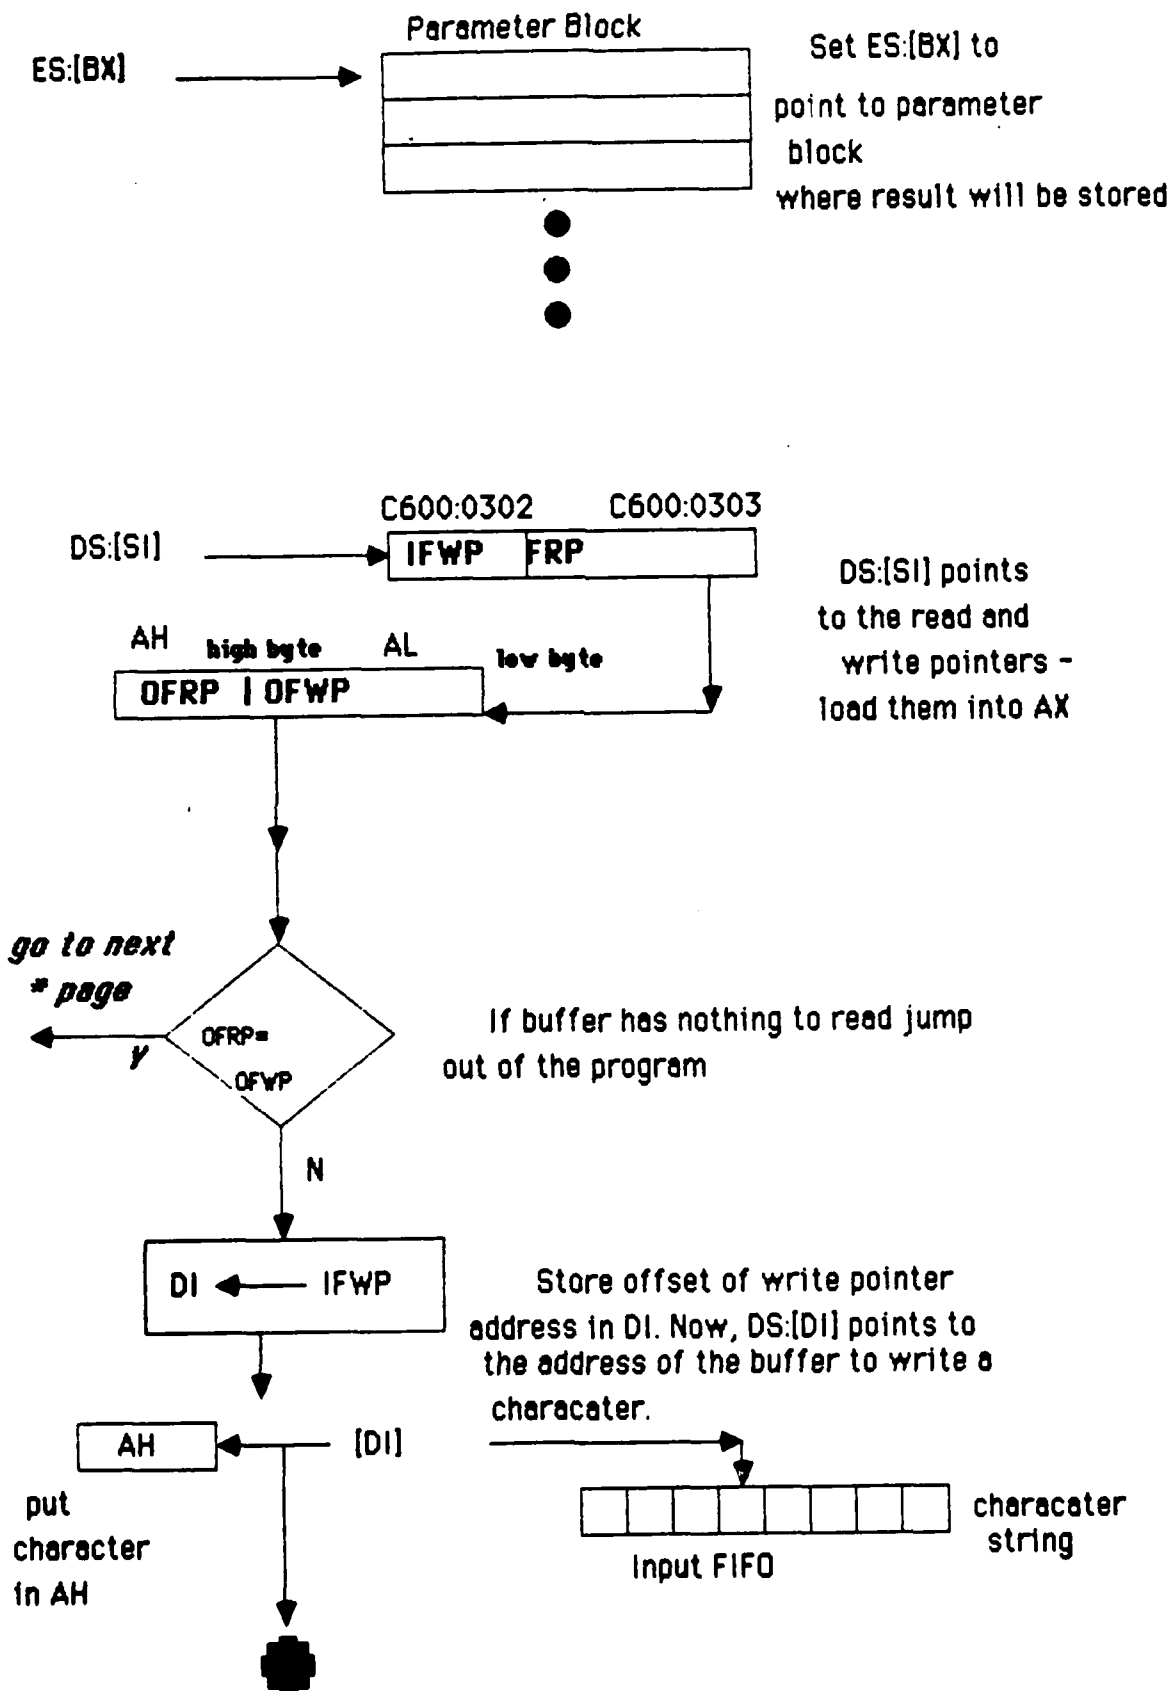 Parameter Block
ES:[BX]
Set ES:[BX] to
point to parameter
block
where result will be stored
C600:0302
C600:0303
DS:[SI]
IFWP
FRP
DS:[SI] points
to the read and
write pointers -
load them into AX
AH
high byte
AL
low byte
OFRP | OFWP
go to next
* page
Y
OFRP=
OFWP
If buffer has nothing to read jump
out of the program
N
DI
IFWP
Store offset of write pointer
address in DI. Now, DS:[DI] points to
the address of the buffer to write a
characater.
AH
[DI]
put
character
in AH
characater
string
Input FIFO